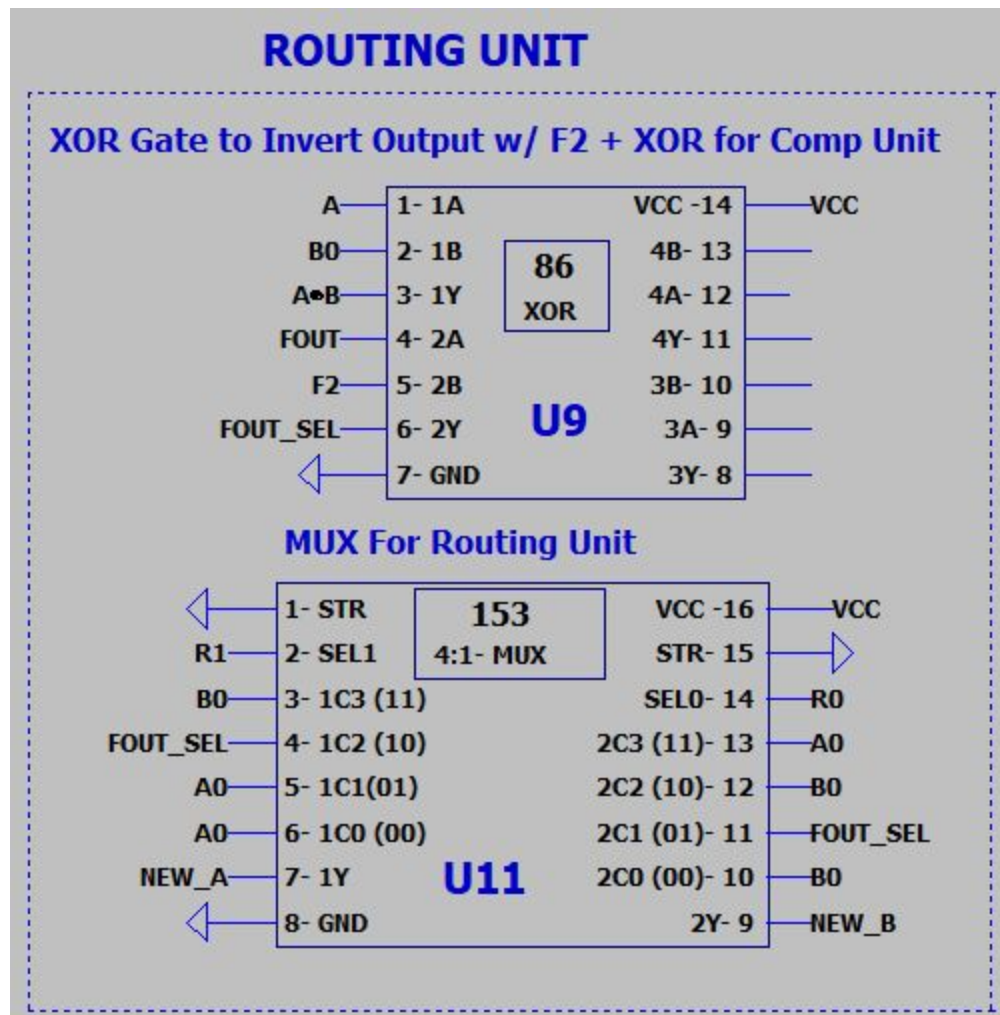 ROUTING UNIT
XOR Gate to Invert Output w/ F2 + XOR for Comp Unit
A 1- 1A VCC -14 VCC
B0 2- 1B 86 4B- 13
A•B 3- 1Y XOR 4A- 12
FOUT 4- 2A 4Y- 11
F2 5- 2B 3B- 10
FOUT_SEL 6- 2Y U9 3A- 9
7- GND 3Y- 8
MUX For Routing Unit
1- STR 153 VCC -16 VCC
R1 2- SEL1 4:1- MUX STR- 15
B0 3- 1C3 (11) SEL0- 14 R0
FOUT_SEL 4- 1C2 (10) 2C3 (11)- 13 A0
A0 5- 1C1(01) 2C2 (10)- 12 B0
A0 6- 1C0 (00) 2C1 (01)- 11 FOUT_SEL
NEW_A 7- 1Y U11 2C0 (00)- 10 B0
8- GND 2Y- 9 NEW_B